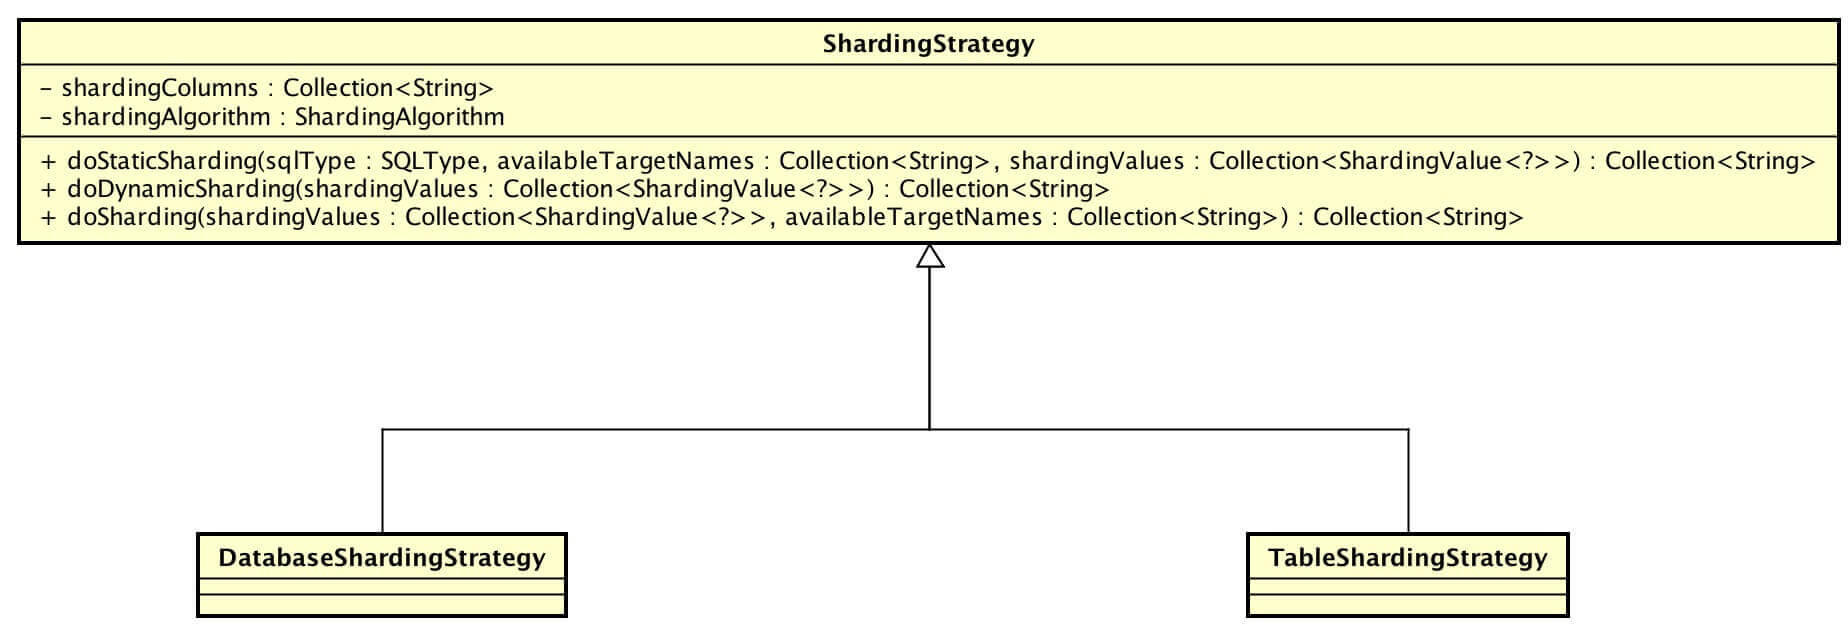 ShardingStrategy
- shardingColumns : Collection<String>
- shardingAlgorithm : ShardingAlgorithm
+ doStaticSharding(sqlType : SQLType, availableTargetNames : Collection<String>, shardingValues : Collection<ShardingValue<?>>) : Collection<String>
+ doDynamicSharding(shardingValues : Collection<ShardingValue<?>>) : Collection<String>
+ doSharding(shardingValues : Collection<ShardingValue<?>>, availableTargetNames : Collection<String>) : Collection<String>
DatabaseShardingStrategy
TableShardingStrategy